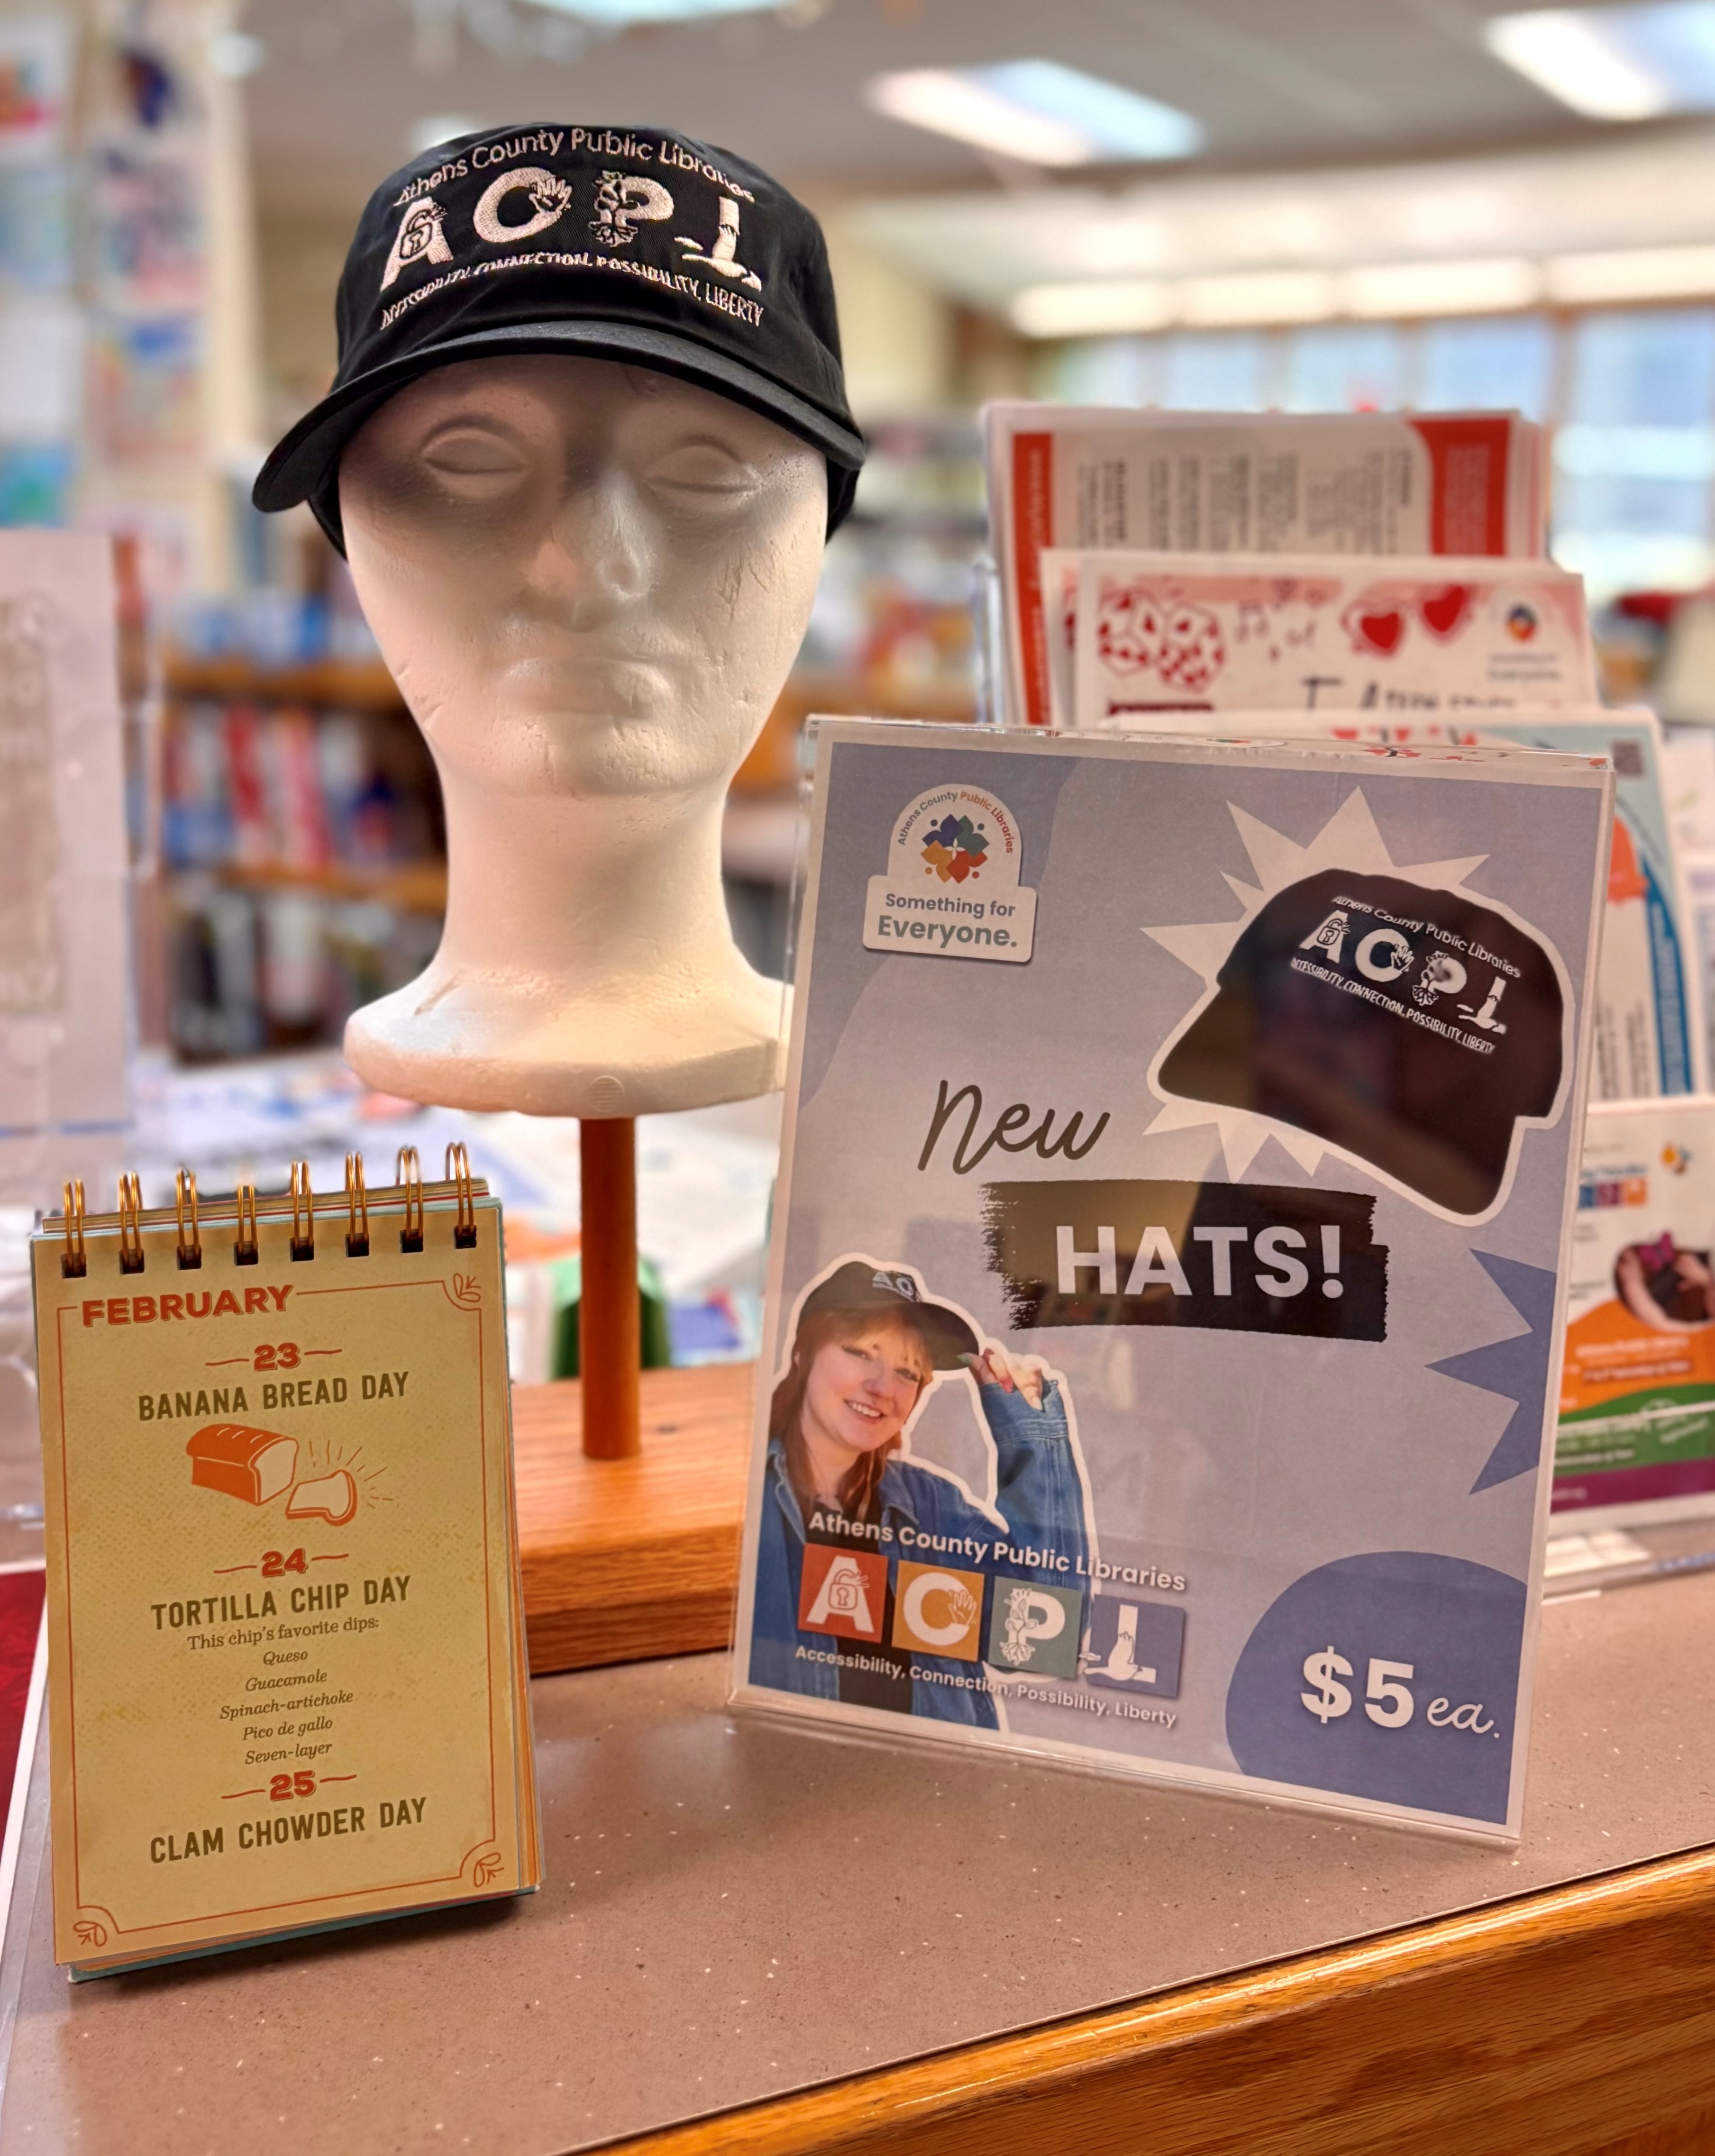 Athens County Public Libraries
ACPL
ACCESSIBILITY, CONNECTION, POSSIBILITY, LIBERTY
FEBRUARY
23
BANANA BREAD DAY
24
TORTILLA CHIP DAY
This chip's favorite dips:
Queso
Guacamole
Spinach-artichoke
Pico de gallo
Seven-layer
25
CLAM CHOWDER DAY
Athens County Public Libraries
Something for
Everyone.
Athens County Public Libraries
ACPL
ACCESSIBILITY, CONNECTION, POSSIBILITY, LIBERTY
New
HATS!
AC
Athens County Public Libraries
ACPL
Accessibility, Connection, Possibility, Liberty
$5 ea.